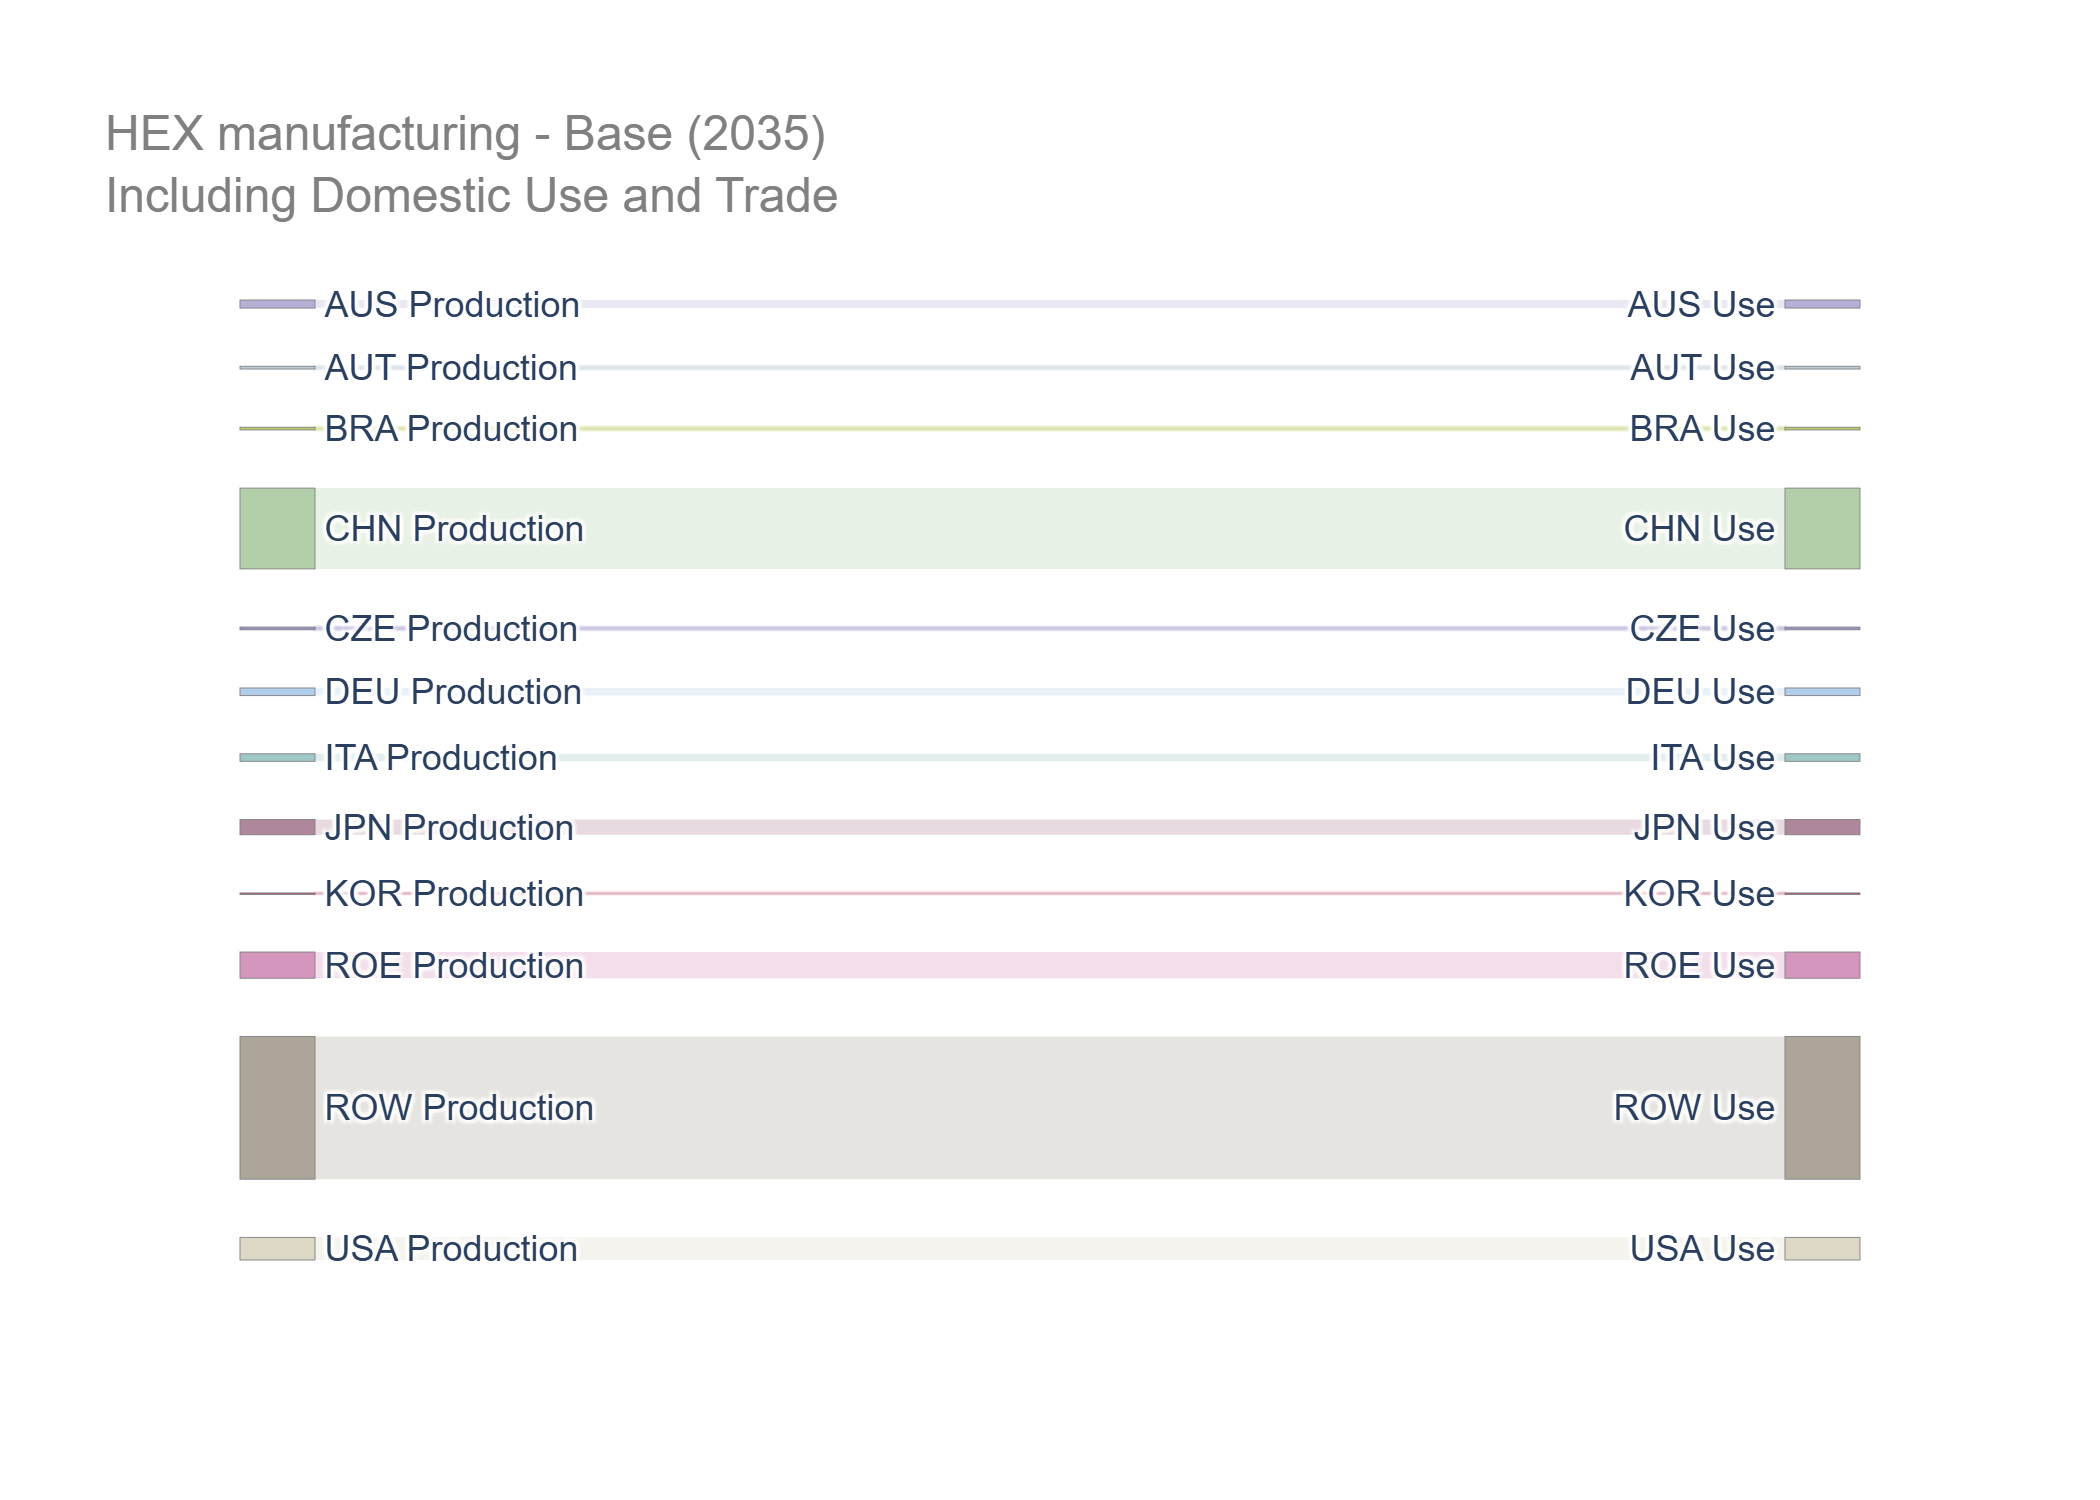 HEX manufacturing - Base (2035)
Including Domestic Use and Trade
AUS Production
AUS Use
AUT Production
AUT Use
BRA Production
BRA Use
CHN Production
CHN Use
CZE Production
CZE Use
DEU Production
DEU Use
ITA Production
ITA Use
JPN Production
JPN Use
KOR Production
KOR Use
ROE Production
ROE Use
ROW Production
ROW Use
USA Production
USA Use